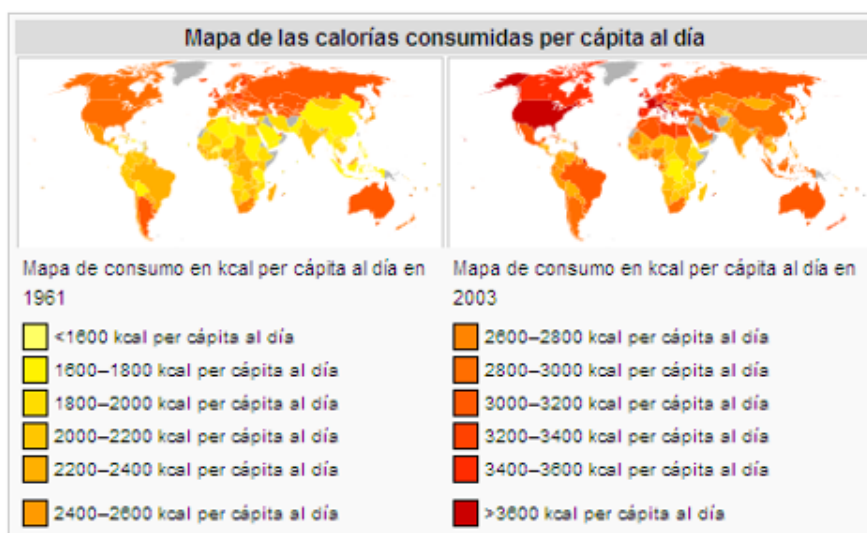 Mapa de las calorías consumidas per cápita al día
Mapa de consumo en kcal per cápita al día en
1961
<1600 kcal per cápita al día
1600–1800 kcal per cápita al día
1800–2000 kcal per cápita al día
2000–2200 kcal per cápita al día
2200–2400 kcal per cápita al día
2400–2600 kcal per cápita al día
Mapa de consumo en kcal per cápita al día en
2003
2600–2800 kcal per cápita al día
2800–3000 kcal per cápita al día
3000–3200 kcal per cápita al día
3200–3400 kcal per cápita al día
3400–3600 kcal per cápita al día
>3600 kcal per cápita al día